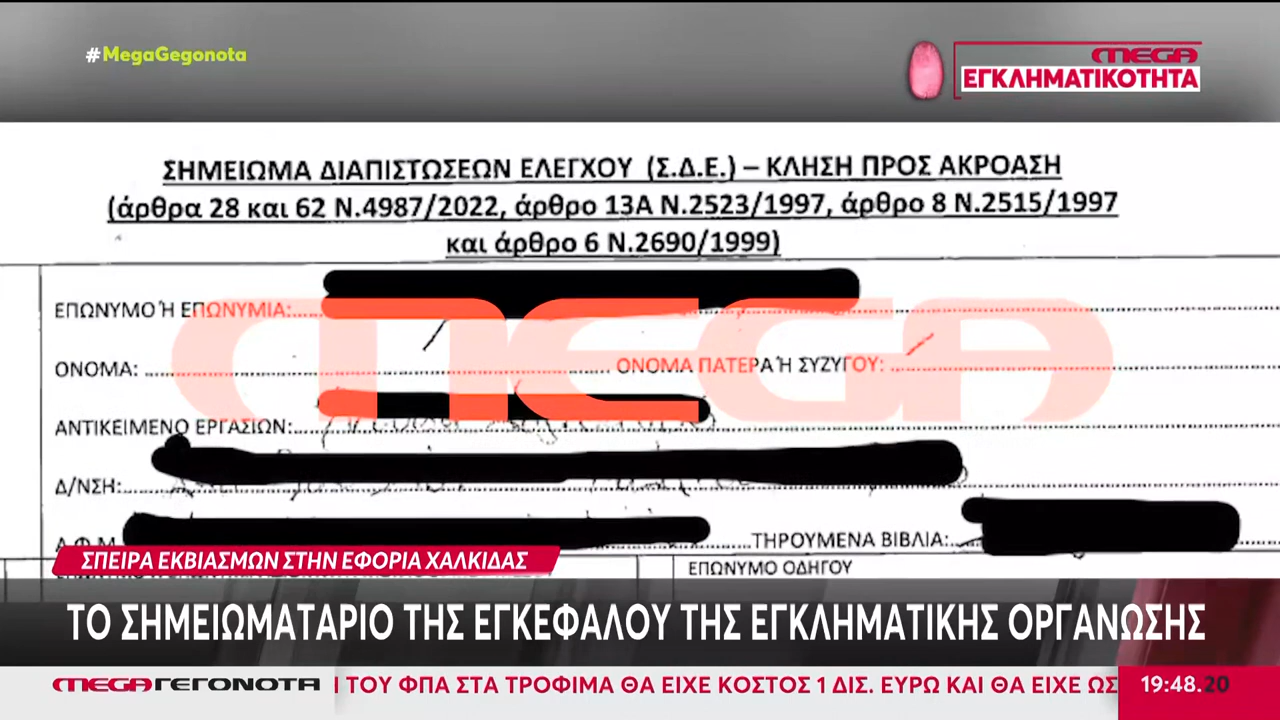 #MegaGegonota
MEGA
ΕΓΚΛΗΜΑΤΙΚΟΤΗΤΑ
ΣΗΜΕΙΩΜΑ ΔΙΑΠΙΣΤΩΣΕΩΝ ΕΛΕΓΧΟΥ (Σ.Δ.Ε.) – ΚΛΗΣΗ ΠΡΟΣ ΑΚΡΟΑΣΗ
(άρθρα 28 και 62 Ν.4987/2022, άρθρο 13Α Ν.2523/1997, άρθρο 8 Ν.2515/1997
και άρθρο 6 Ν.2690/1999)
ΕΠΩΝΥΜΟ Ή ΕΠΩΝΥΜΙΑ:
MEGA
ΟΝΟΜΑ: ΟΝΟΜΑ ΠΑΤΕΡΑ Ή ΣΥΖΥΓΟΥ:
ΑΝΤΙΚΕΙΜΕΝΟ ΕΡΓΑΣΙΩΝ:
Δ/ΝΣΗ:
Α.Φ.Μ. ΤΗΡΟΥΜΕΝΑ ΒΙΒΛΙΑ:
ΕΠΩΝΥΜΟ ΟΔΗΓΟΥ
ΣΠΕΙΡΑ ΕΚΒΙΑΣΜΩΝ ΣΤΗΝ ΕΦΟΡΙΑ ΧΑΛΚΙΔΑΣ
ΤΟ ΣΗΜΕΙΩΜΑΤΑΡΙΟ ΤΗΣ ΕΓΚΕΦΑΛΟΥ ΤΗΣ ΕΓΚΛΗΜΑΤΙΚΗΣ ΟΡΓΑΝΩΣΗΣ
MEGA ΓΕΓΟΝΟΤΑ ΤΟΥ ΦΠΑ ΣΤΑ ΤΡΟΦΙΜΑ ΘΑ ΕΙΧΕ ΚΟΣΤΟΣ 1 ΔΙΣ. ΕΥΡΩ ΚΑΙ ΘΑ ΕΙΧΕ ΩΣ 19:48.20